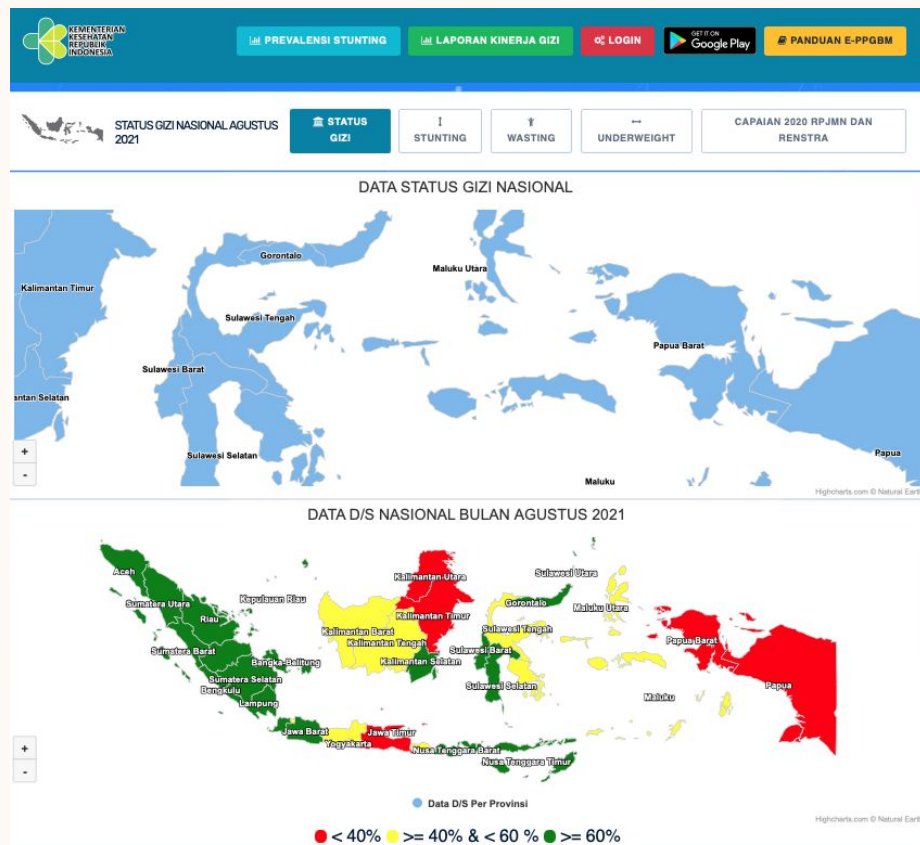 KEMENTERIAN
KESEHATAN
REPUBLIK
INDONESIA
PREVALENSI STUNTING
LAPORAN KINERJA GIZI
LOGIN
GET IT ON
Google Play
PANDUAN E-PPGBM
STATUS GIZI NASIONAL AGUSTUS
2021
STATUS
GIZI
STUNTING
WASTING
UNDERWEIGHT
CAPAIAN 2020 RPJMN DAN
RENSTRA
DATA STATUS GIZI NASIONAL
Gorontalo
Maluku Utara
Kalimantan Timur
Sulawesi Tengah
Papua Barat
Sulawesi Barat
antan Selatan
Sulawesi Selatan
Papua
Maluku
+
-
Highcharts.com © Natural Earth
DATA D/S NASIONAL BULAN AGUSTUS 2021
Aceh
Kalimantan Utara
Sulawesi Utara
Sumatera Utara
Kepulauan Riau
Gorontalo
Maluku Utara
Riau
Kalimantan Timur
Kalimantan Barat
Sulawesi Tengah
Papua Barat
Kalimantan Tengah
Sumatera Barat
Sulawesi Barat
Bangka-Belitung
Kalimantan Selatan
Sumatera Selatan
Sulawesi Selatan
Papua
Bengkulu
Maluku
Lampung
Jawa Barat
Jawa Timur
Yogyakarta
Nusa Tenggara Barat
Nusa Tenggara Timur
+
-
Data D/S Per Provinsi
Highcharts.com © Natural Earth
< 40% >= 40% & < 60 % >= 60%